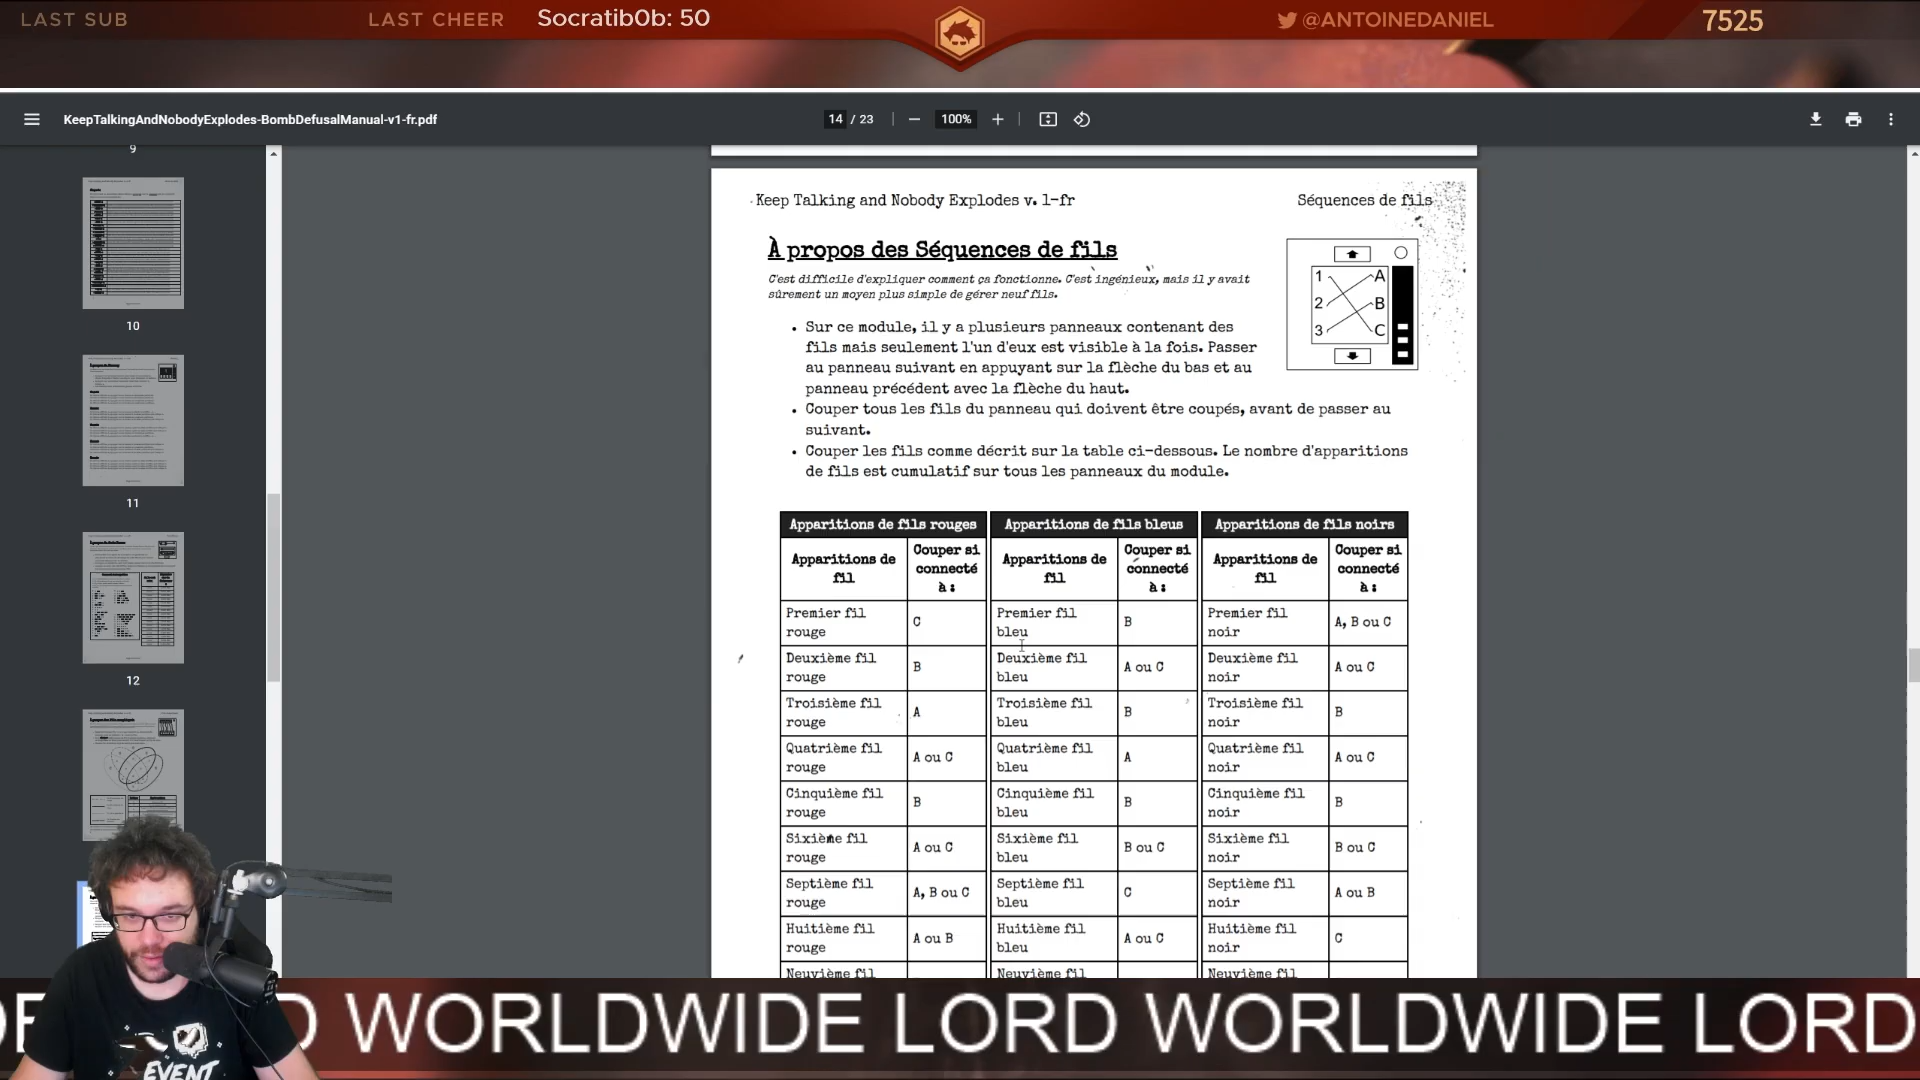 LAST SUB
LAST CHEER
Socratib0b: 50
@ANTOINEDANIEL
7525
KeepTalkingAndNobodyExplodes-BombDefusalManual-v1-fr.pdf
14 / 23
100%
9
10
11
12
Keep Talking and Nobody Explodes v. 1-fr
Séquences de fils
À propos des Séquences de fils
C'est difficile d'expliquer comment ça fonctionne. C'est ingénieux, mais il y avait
sûrement un moyen plus simple de gérer neuf fils.
1 A
2 B
3 C
• Sur ce module, il y a plusieurs panneaux contenant des
fils mais seulement l'un d'eux est visible à la fois. Passer
au panneau suivant en appuyant sur la flèche du bas et au
panneau précédent avec la flèche du haut.
• Couper tous les fils du panneau qui doivent être coupés, avant de passer au
suivant.
• Couper les fils comme décrit sur la table ci-dessous. Le nombre d'apparitions
de fils est cumulatif sur tous les panneaux du module.
Apparitions de fils rouges
Apparitions de fil
Couper si connecté à :
Premier fil rouge
C
Deuxième fil rouge
B
Troisième fil rouge
A
Quatrième fil rouge
A ou C
Cinquième fil rouge
B
Sixième fil rouge
A ou C
Septième fil rouge
A, B ou C
Huitième fil rouge
A ou B
Neuvième fil
Apparitions de fils bleus
Apparitions de fil
Couper si connecté à :
Premier fil bleu
B
Deuxième fil bleu
A ou C
Troisième fil bleu
B
Quatrième fil bleu
A
Cinquième fil bleu
B
Sixième fil bleu
B ou C
Septième fil bleu
C
Huitième fil bleu
A ou C
Neuvième fil
Apparitions de fils noirs
Apparitions de fil
Couper si connecté à :
Premier fil noir
A, B ou C
Deuxième fil noir
A ou C
Troisième fil noir
B
Quatrième fil noir
A ou C
Cinquième fil noir
B
Sixième fil noir
B ou C
Septième fil noir
A ou B
Huitième fil noir
C
Neuvième fil
WORLDWIDE LORD WORLDWIDE LORD
EVENT